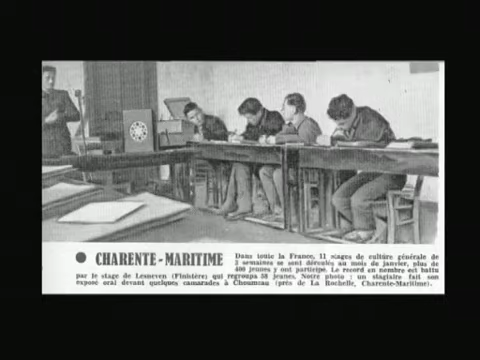 ● CHARENTE-MARITIME
Dans toute la France, 11 stages de culture générale de
2 semaines se sont déroulés au mois de janvier, plus de
400 jeunes y ont participé. Le record en nombre est battu
par le stage de Lesneven (Finistère) qui regroupa 58 jeunes. Notre photo : un stagiaire fait son
exposé oral devant quelques camarades à (près de La Rochelle, Charente-Maritime).